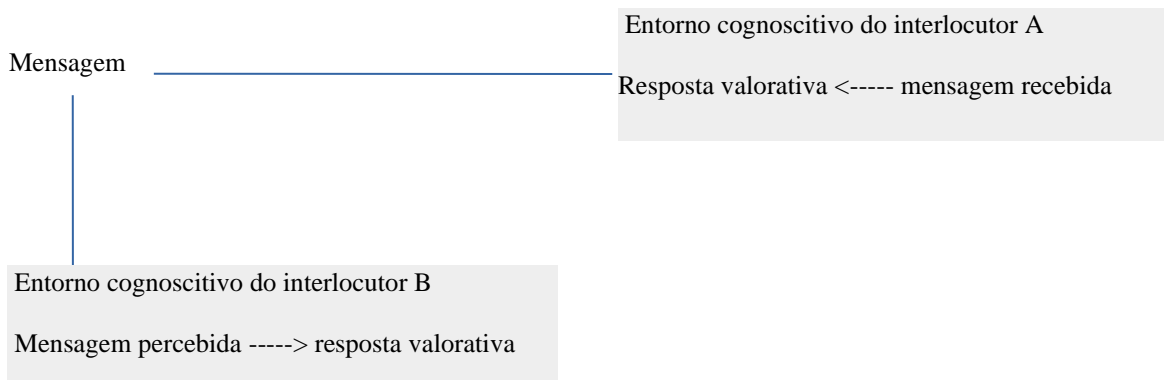 Entorno cognoscitivo do interlocutor A
Mensagem
Resposta valorativa <----- mensagem recebida
Entorno cognoscitivo do interlocutor B
Mensagem percebida -----> resposta valorativa